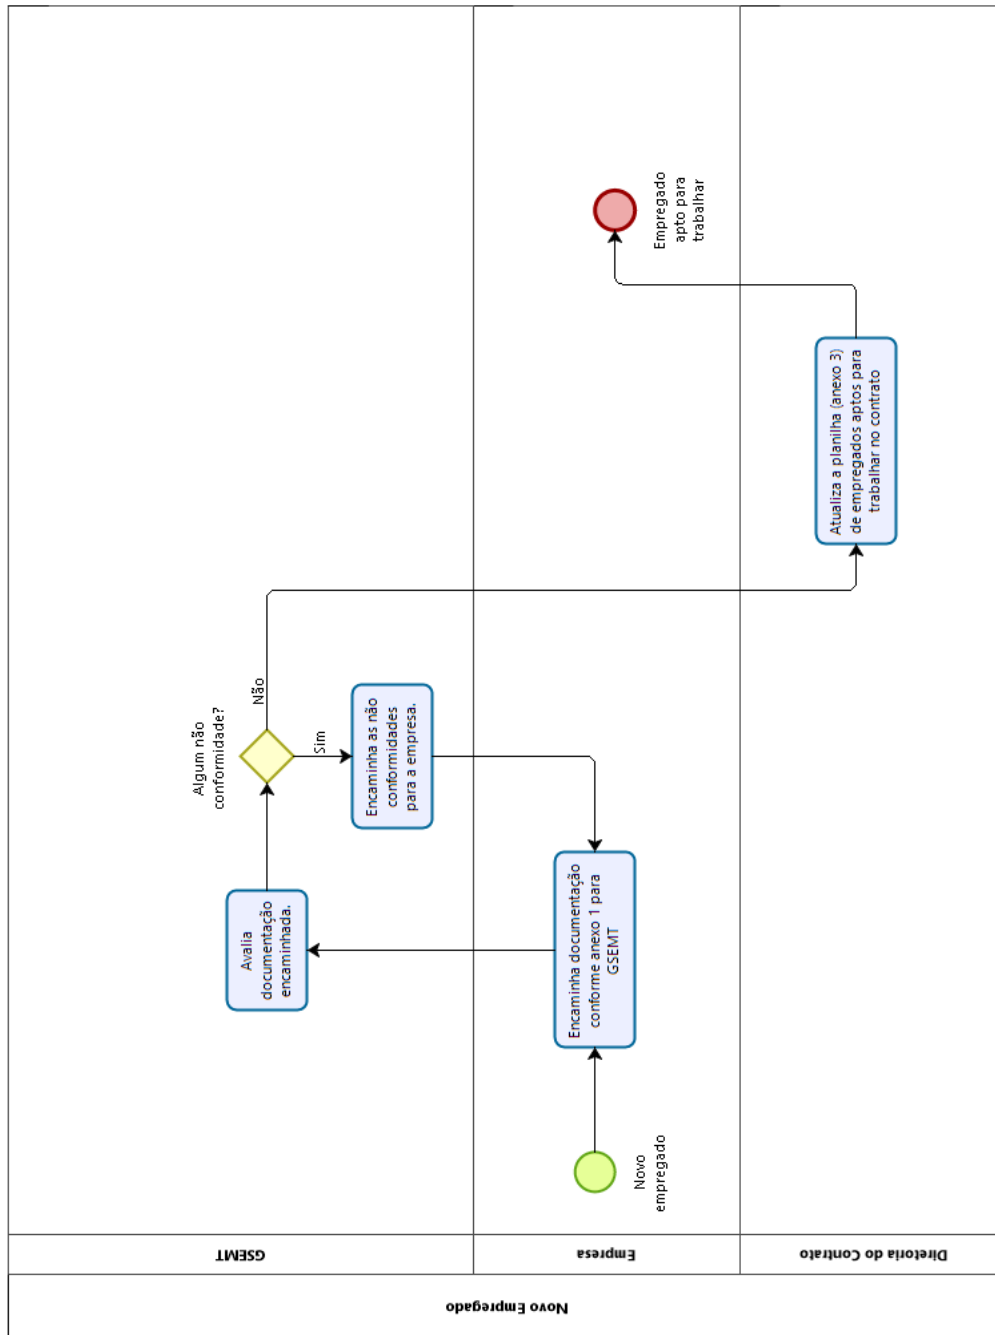 Novo Empregado
GSEMT
Empresa
Diretoria do Contrato
Novo
empregado
Encaminha documentação
conforme anexo 1 para
GSEMT
Avalia
documentação
encaminhada.
Algum não
conformidade?
Sim
Não
Encaminha as não
conformidades
para a empresa.
Atualiza a planilha (anexo 3)
de empregados aptos para
trabalhar no contrato
Empregado
apto para
trabalhar